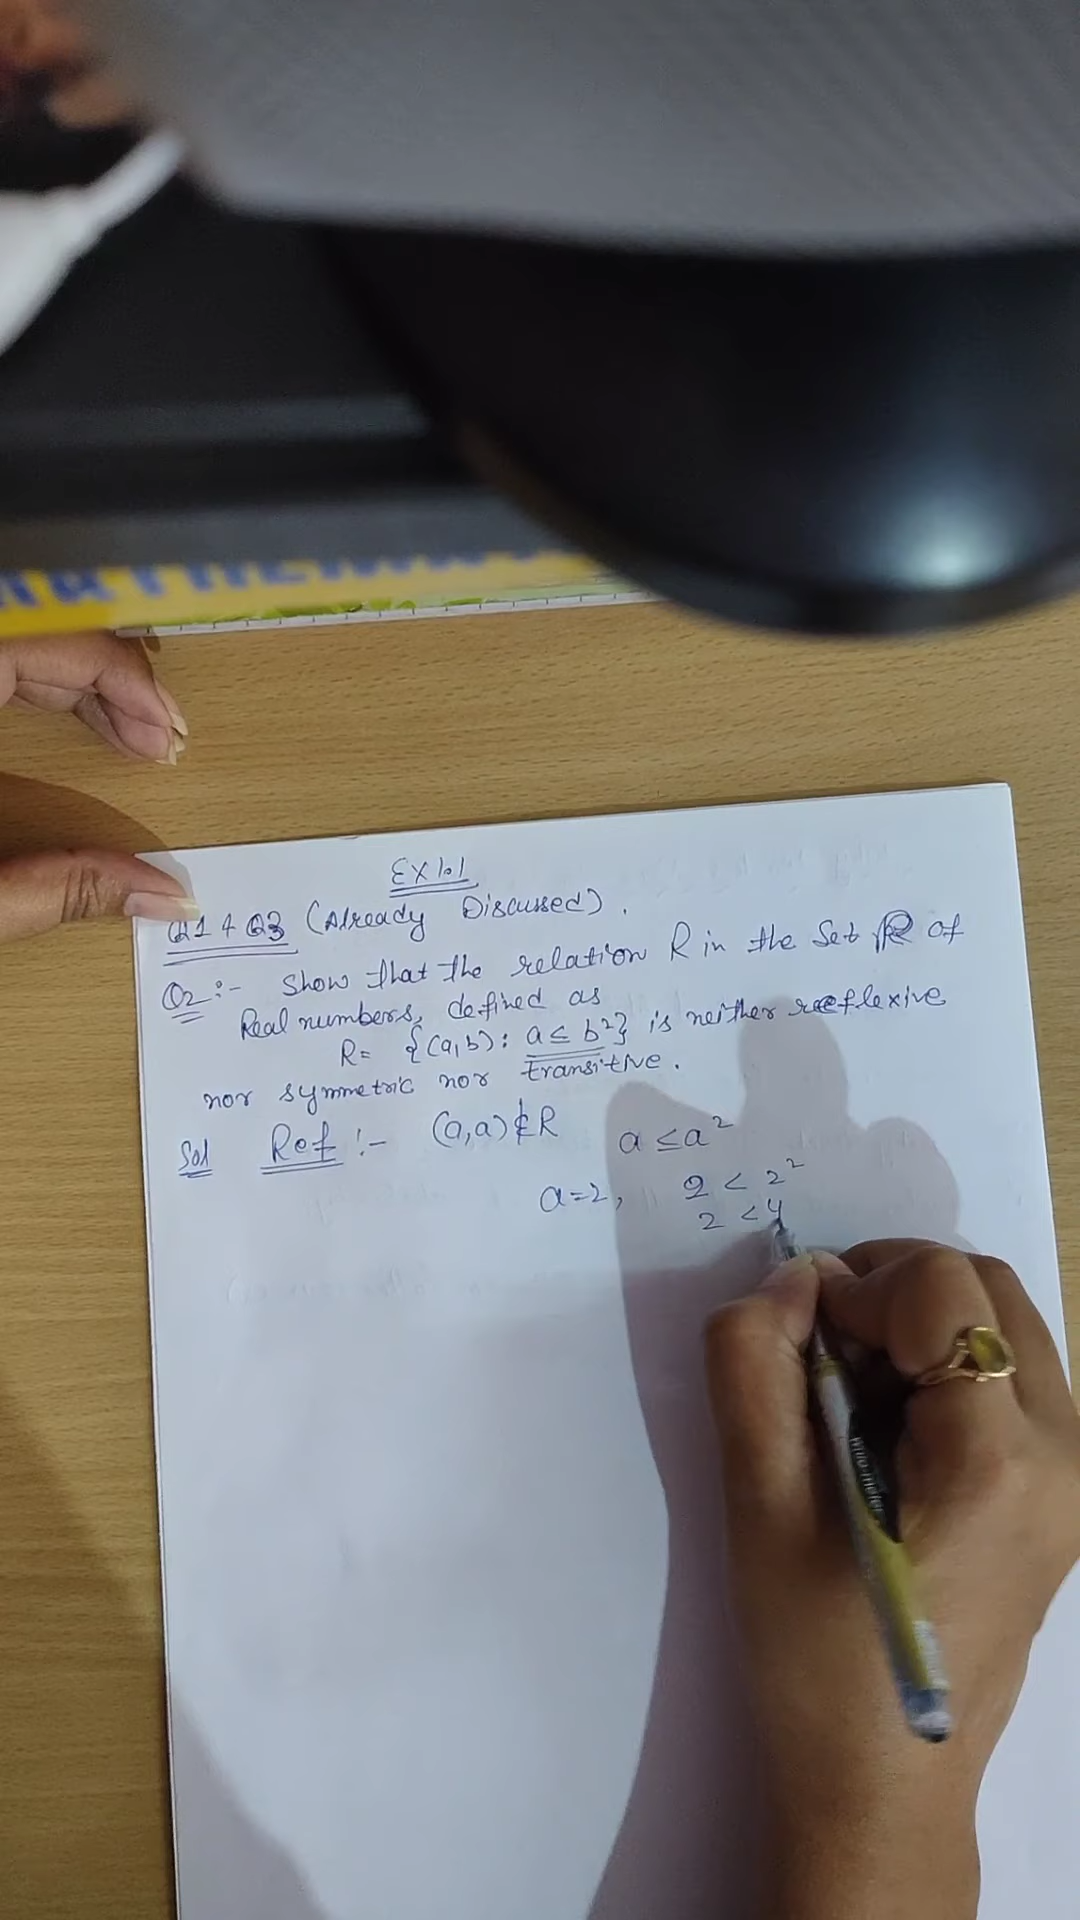 EX 1.1
Q1 & Q3 (Already Discussed).
Q2:- Show that the relation R in the Set R of
Real numbers, defined as
R= {(a,b): a ≤ b²} is neither reflexive
nor symmetric nor transitive.
Sol Ref :- (a,a) ∉ R a ≤ a²
a=2, 2 < 2²
2 < 4